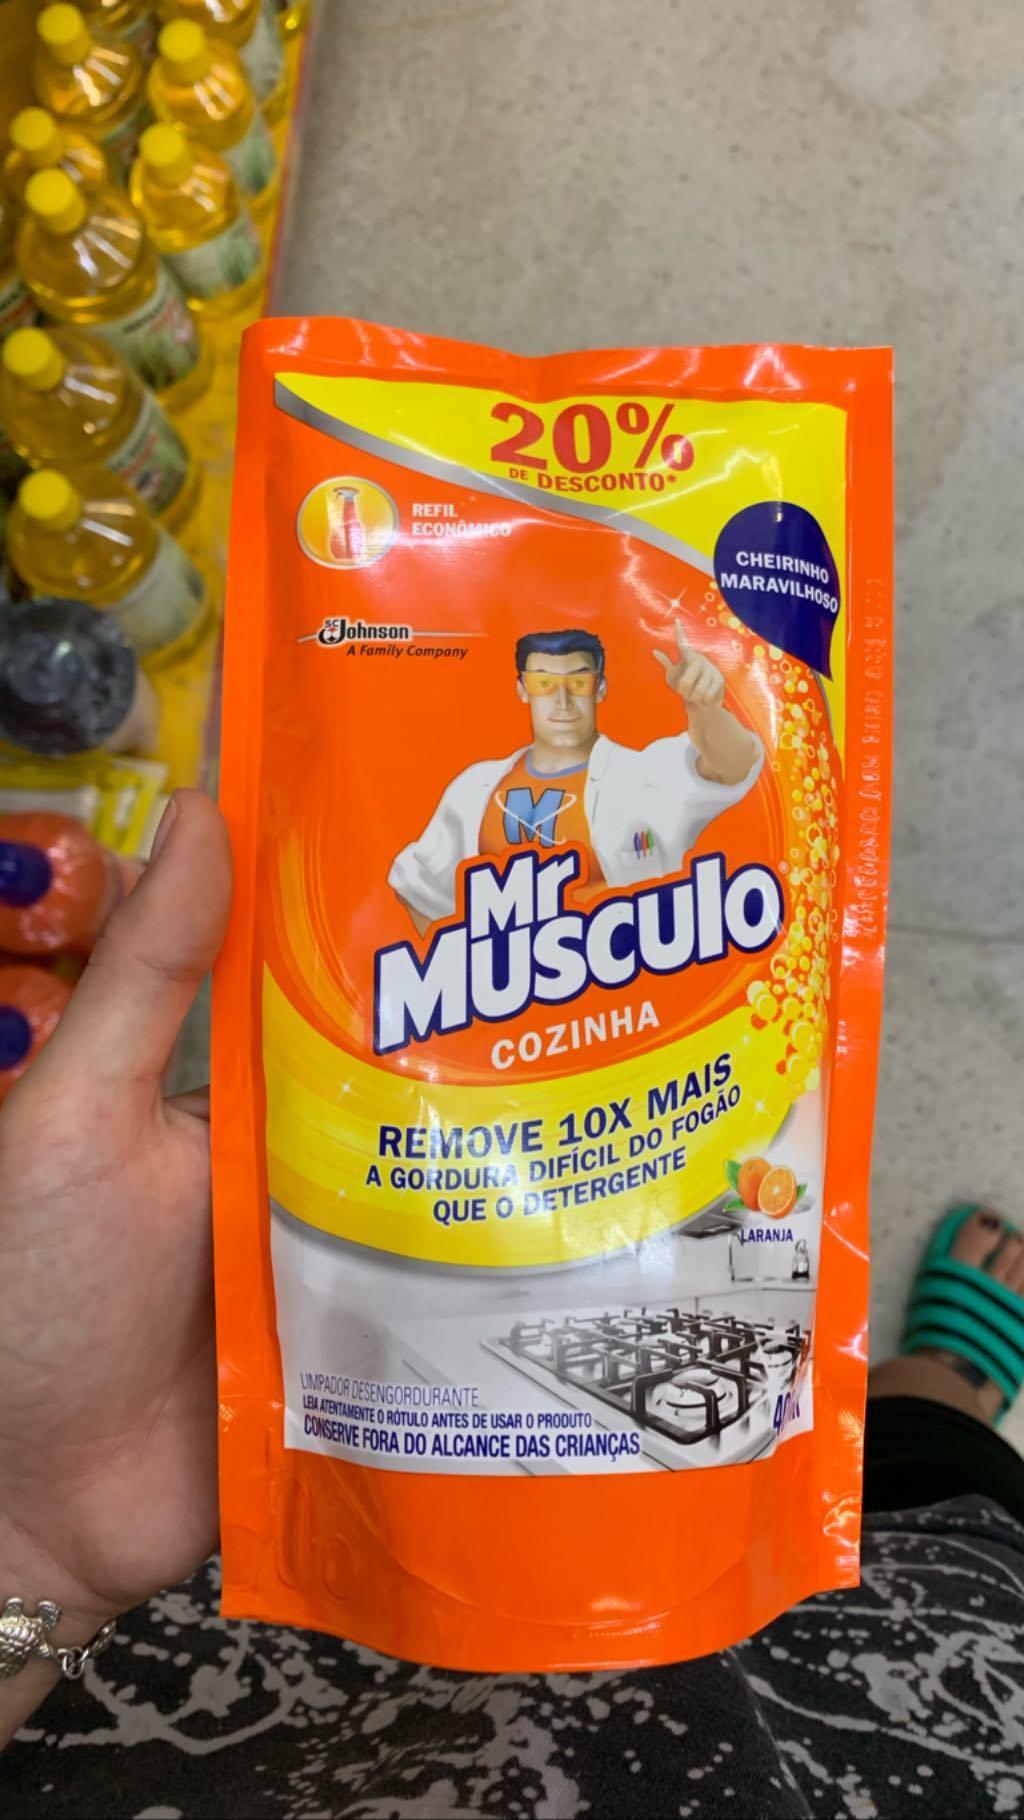 20%
DE DESCONTO*
REFIL
ECONÔMICO
CHEIRINHO
MARAVILHOSO
SC Johnson
A Family Company
M
Mr
MUSCULO®
COZINHA
REMOVE 10X MAIS
A GORDURA DIFÍCIL DO FOGÃO
QUE O DETERGENTE
LARANJA
LIMPADOR DESENGORDURANTE
LEIA ATENTAMENTE O RÓTULO ANTES DE USAR O PRODUTO
CONSERVE FORA DO ALCANCE DAS CRIANÇAS